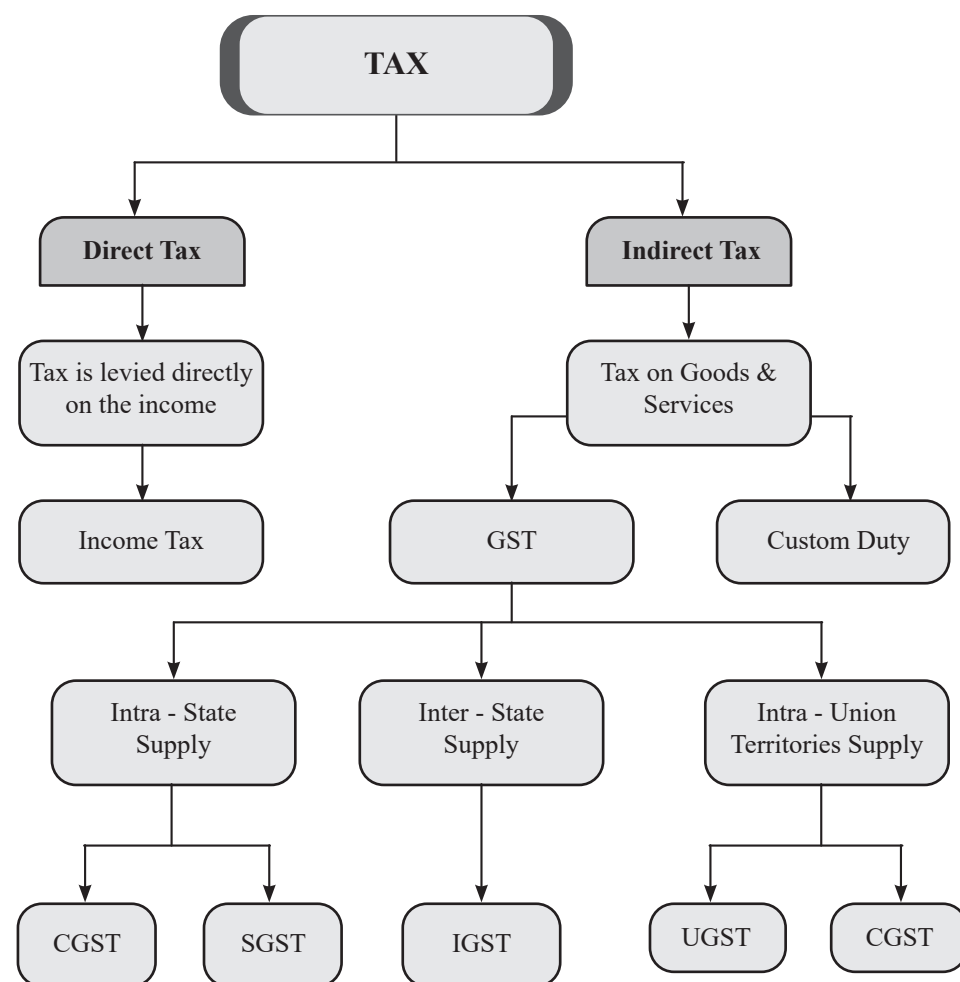 TAX
Direct Tax
Indirect Tax
Tax is levied directly
on the income
Tax on Goods &
Services
Income Tax
GST
Custom Duty
Intra - State
Supply
Inter - State
Supply
Intra - Union
Territories Supply
CGST
SGST
IGST
UGST
CGST